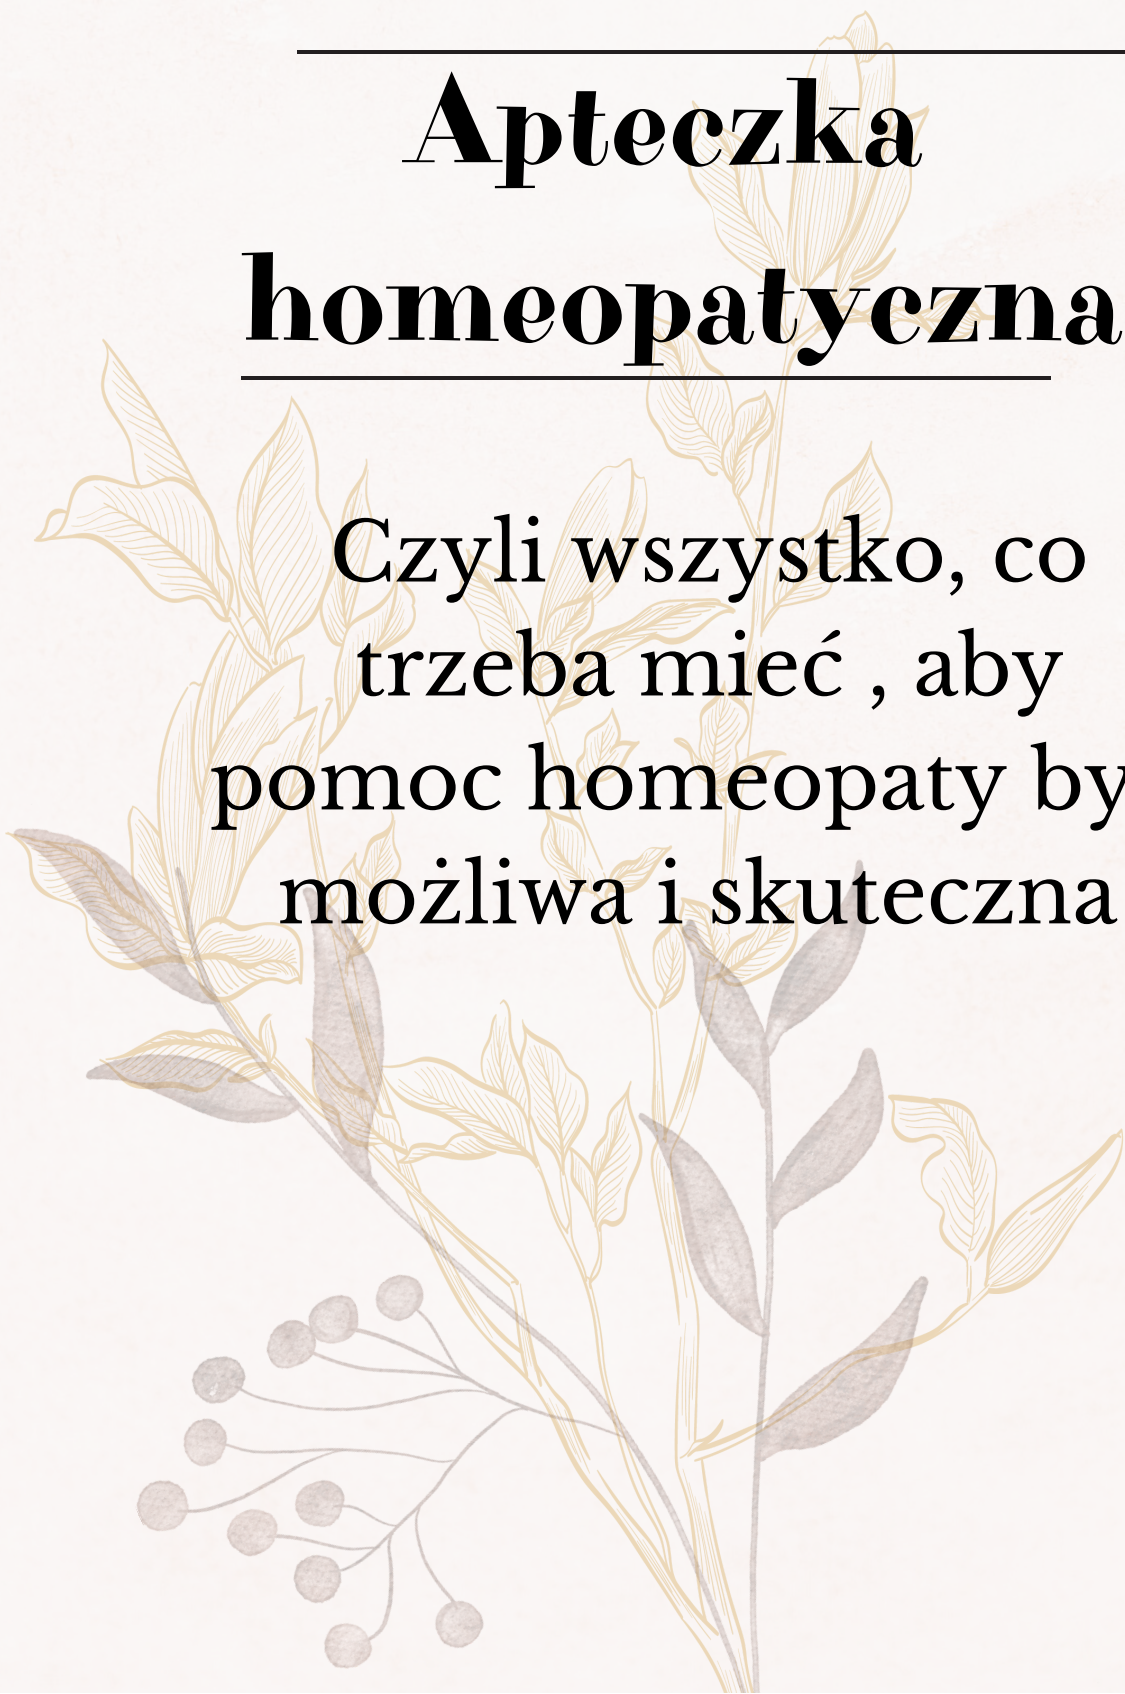 Apteczka
homeopatyczna
Czyli wszystko, co
trzeba mieć , aby
pomoc homeopaty by
możliwa i skuteczna